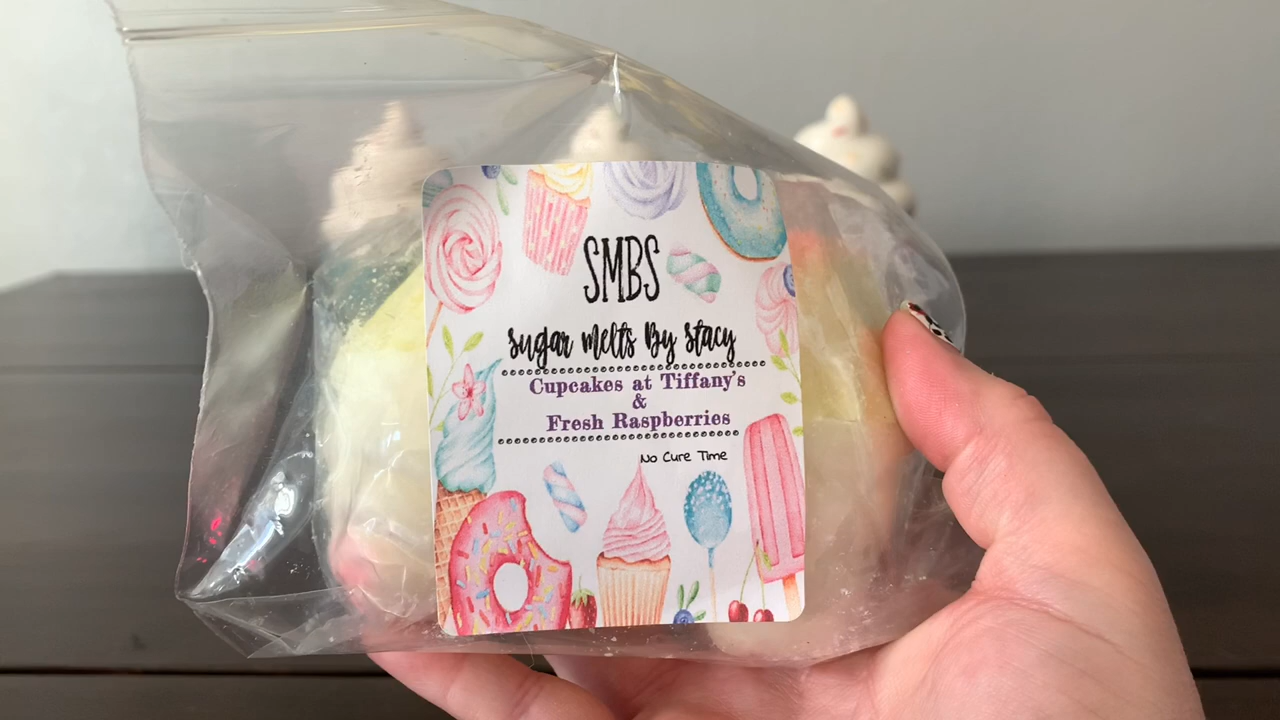 SMBS
Sugar Melts By Stacy
Cupcakes at Tiffany's
&
Fresh Raspberries
No Cure Time